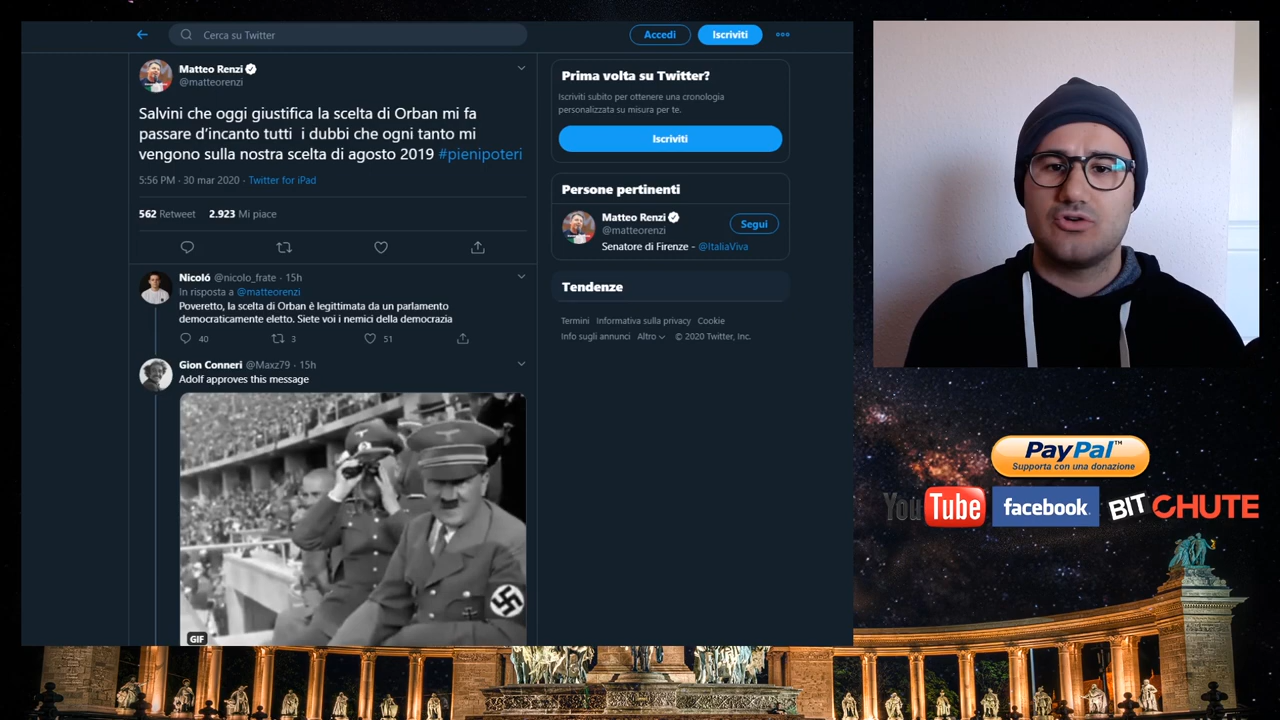 Cerca su Twitter
Accedi
Iscriviti
Matteo Renzi
@matteorenzi
Salvini che oggi giustifica la scelta di Orban mi fa
passare d'incanto tutti i dubbi che ogni tanto mi
vengono sulla nostra scelta di agosto 2019 #pienipoteri
5:56 PM · 30 mar 2020 · Twitter for iPad
562 Retweet 2.923 Mi piace
Nicoló @nicolo_frate · 15h
In risposta a @matteorenzi
Poveretto, la scelta di Orban è legittimata da un parlamento
democraticamente eletto. Siete voi i nemici della democrazia
40 3 51
Gion Conneri @Maxz79 · 15h
Adolf approves this message
GIF
Prima volta su Twitter?
Iscriviti subito per ottenere una cronologia
personalizzata su misura per te.
Iscriviti
Persone pertinenti
Matteo Renzi
@matteorenzi
Segui
Senatore di Firenze - @ItaliaViva
Tendenze
Termini Informativa sulla privacy Cookie
Info sugli annunci Altro © 2020 Twitter, Inc.
PayPal™
Supporta con una donazione
YouTube facebook BIT CHUTE